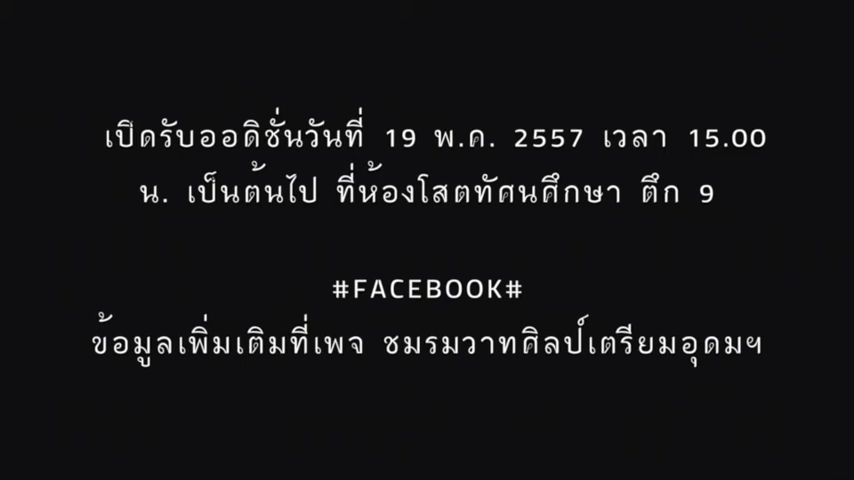 เปิดรับออดิชั่นวันที่ 19 พ.ค. 2557 เวลา 15.00
น. เป็นต้นไป ที่ห้องโสตทัศนศึกษา ตึก 9
#FACEBOOK#
ข้อมูลเพิ่มเติมที่เพจ ชมรมวาทศิลป์เตรียมอุดมฯ